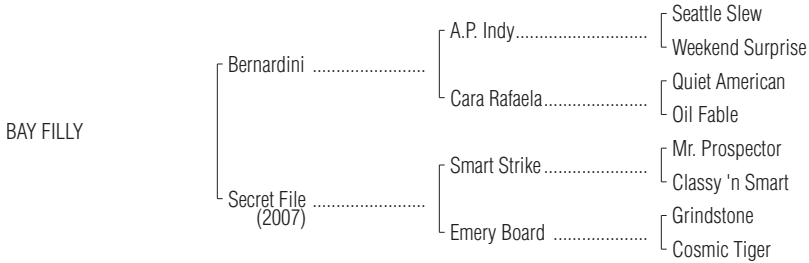 Seattle Slew
A.P. Indy..............................
Weekend Surprise
Bernardini .........................
Quiet American
Cara Rafaela.......................
Oil Fable
BAY FILLY
Mr. Prospector
Smart Strike.......................
Classy 'n Smart
Secret File .........................
(2007)
Grindstone
Emery Board .....................
Cosmic Tiger